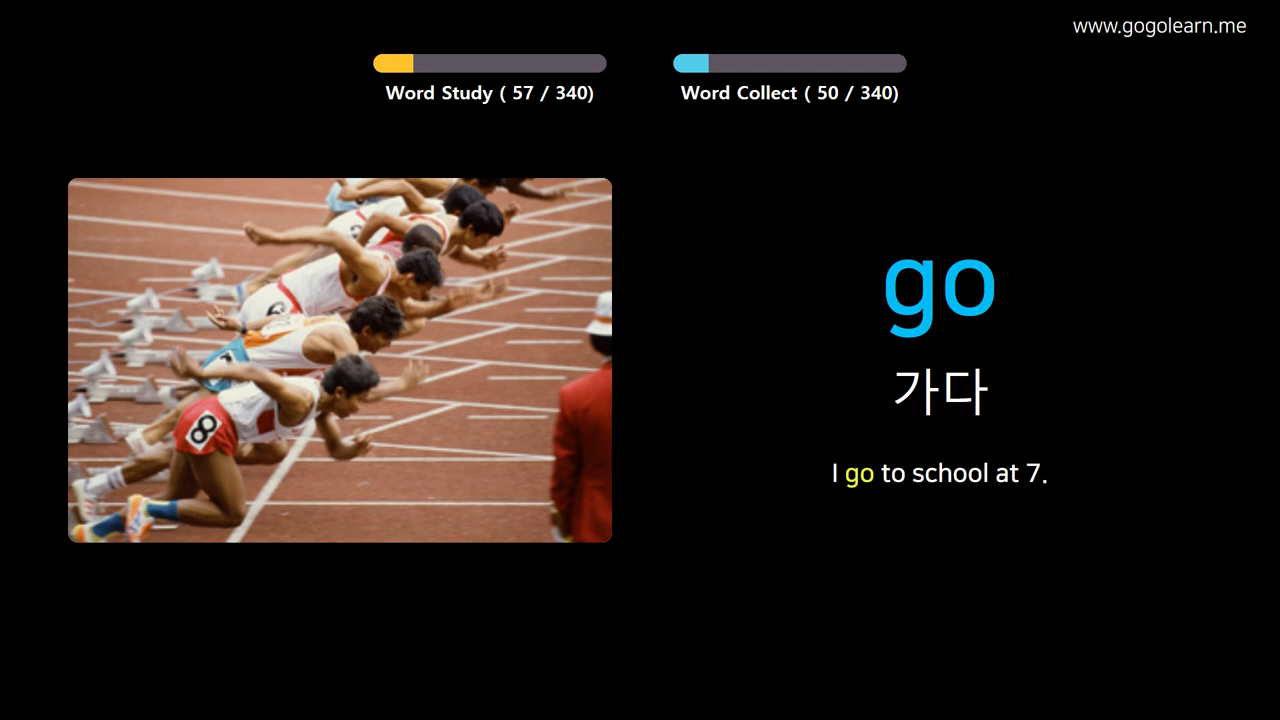 www.gogolearn.me
Word Study ( 57 / 340)
Word Collect ( 50 / 340)
go
가다
I go to school at 7.
8